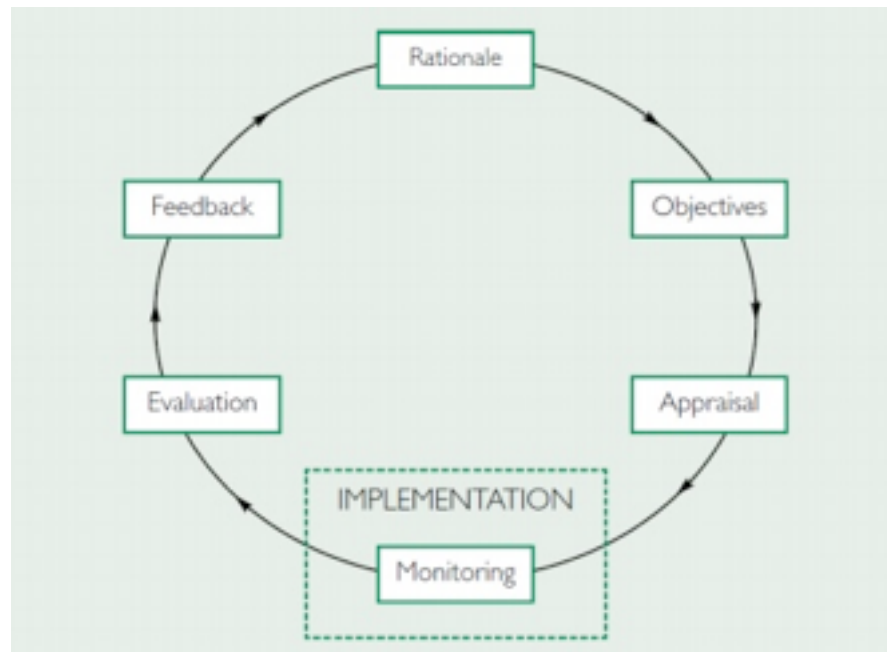 Rationale
Objectives
Appraisal
IMPLEMENTATION
Monitoring
Evaluation
Feedback